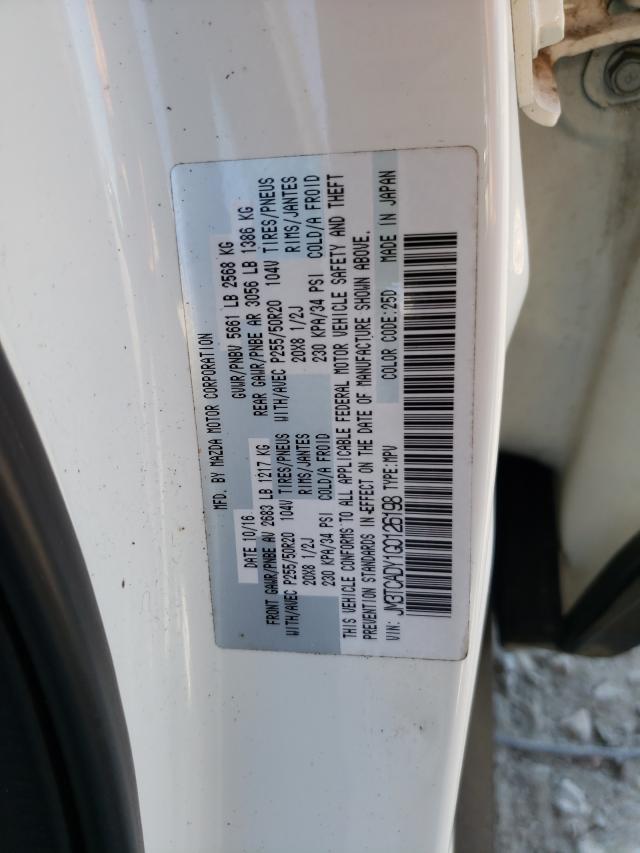 MFD. BY MAZDA MOTOR CORPORATION
DATE 10/16 GVWR/PNBV 5661 LB 2568 KG
FRONT GAWR/PNBE AV 2683 LB 1217 KG REAR GAWR/PNBE AR 3056 LB 1386 KG
WITH/AVEC P255/50R20 104V TIRES/PNEUS WITH/AVEC P255/50R20 104V TIRES/PNEUS
20X8 1/2J RIMS/JANTES 20X8 1/2J RIMS/JANTES
230 KPA/34 PSI COLD/A FROID 230 KPA/34 PSI COLD/A FROID
THIS VEHICLE CONFORMS TO ALL APPLICABLE FEDERAL MOTOR VEHICLE SAFETY AND THEFT
PREVENTION STANDARDS IN EFFECT ON THE DATE OF MANUFACTURE SHOWN ABOVE.
VIN: JM3TCADY1G0126198 TYPE:MPV COLOR CODE:25D MADE IN JAPAN